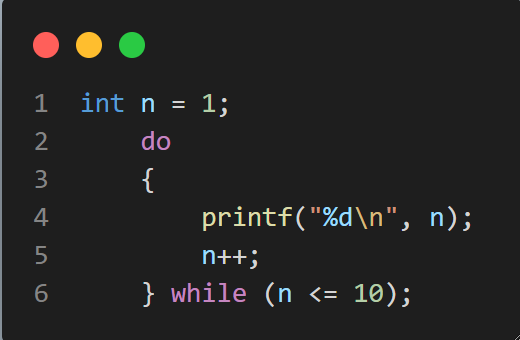 1 int n = 1;
2     do
3     {
4         printf("%d\n", n);
5         n++;
6     } while (n <= 10);